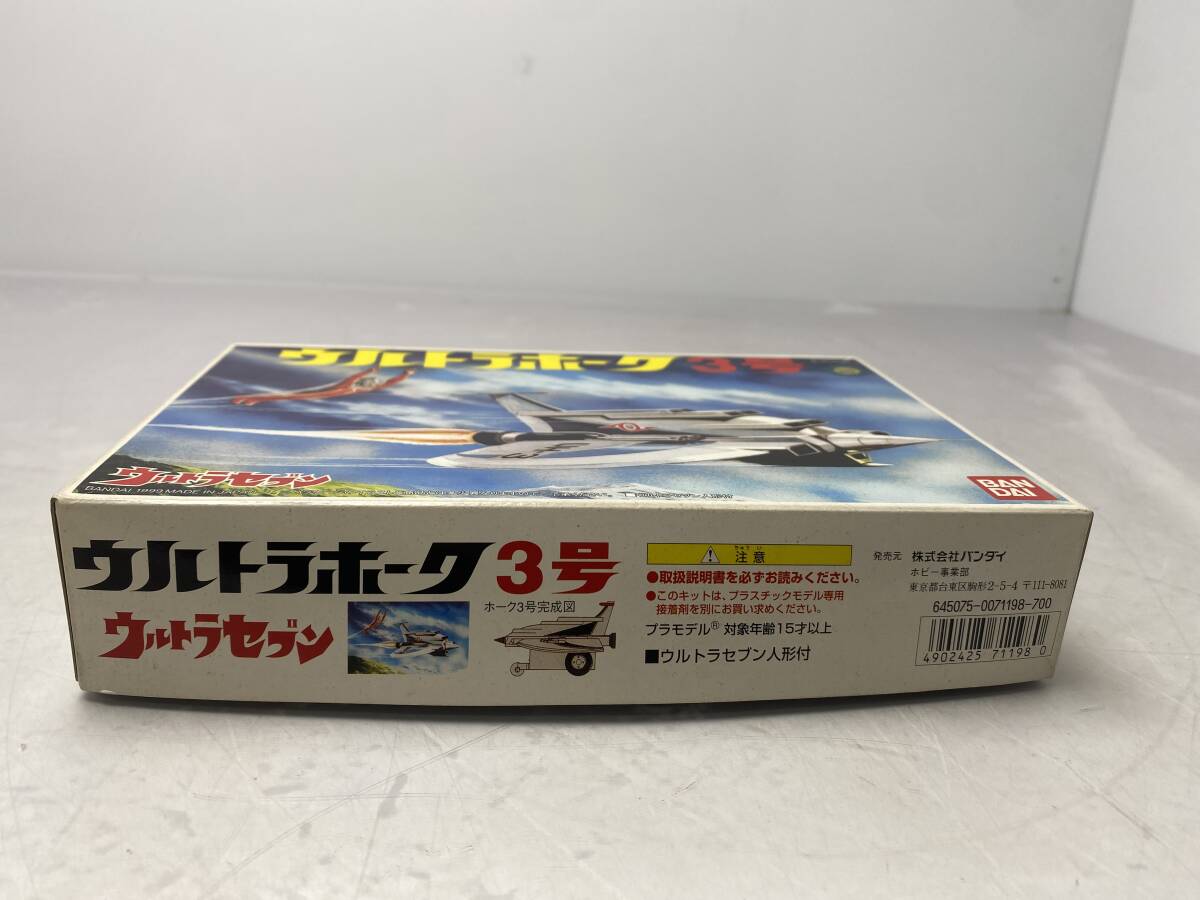 ウルトラホーク 3号
ウルトラセブン
BANDAI 1999 MADE IN JAPAN
BAN
DAI
ウルトラホーク 3号
ウルトラセブン
ホーク3号完成図
注意
●取扱説明書を必ずお読みください。
●このキットは、プラスチックモデル専用
接着剤を別にお買い求めください。
プラモデル® 対象年齢15才以上
■ウルトラセブン人形付
発売元 株式会社バンダイ
ホビー事業部
東京都台東区駒形2-5-4 〒111-8081
645075-0071198-700
4902425 711980